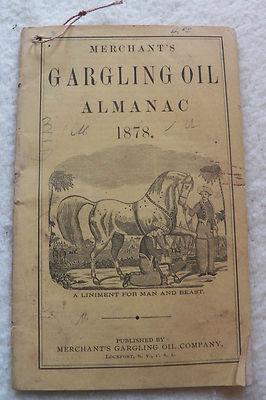 MERCHANT'S
GARGLING OIL
ALMANAC
1878.
A LINIMENT FOR MAN AND BEAST.
PUBLISHED BY
MERCHANT'S GARGLING OIL COMPANY,
LOCKPORT, N. Y., U. S. A.